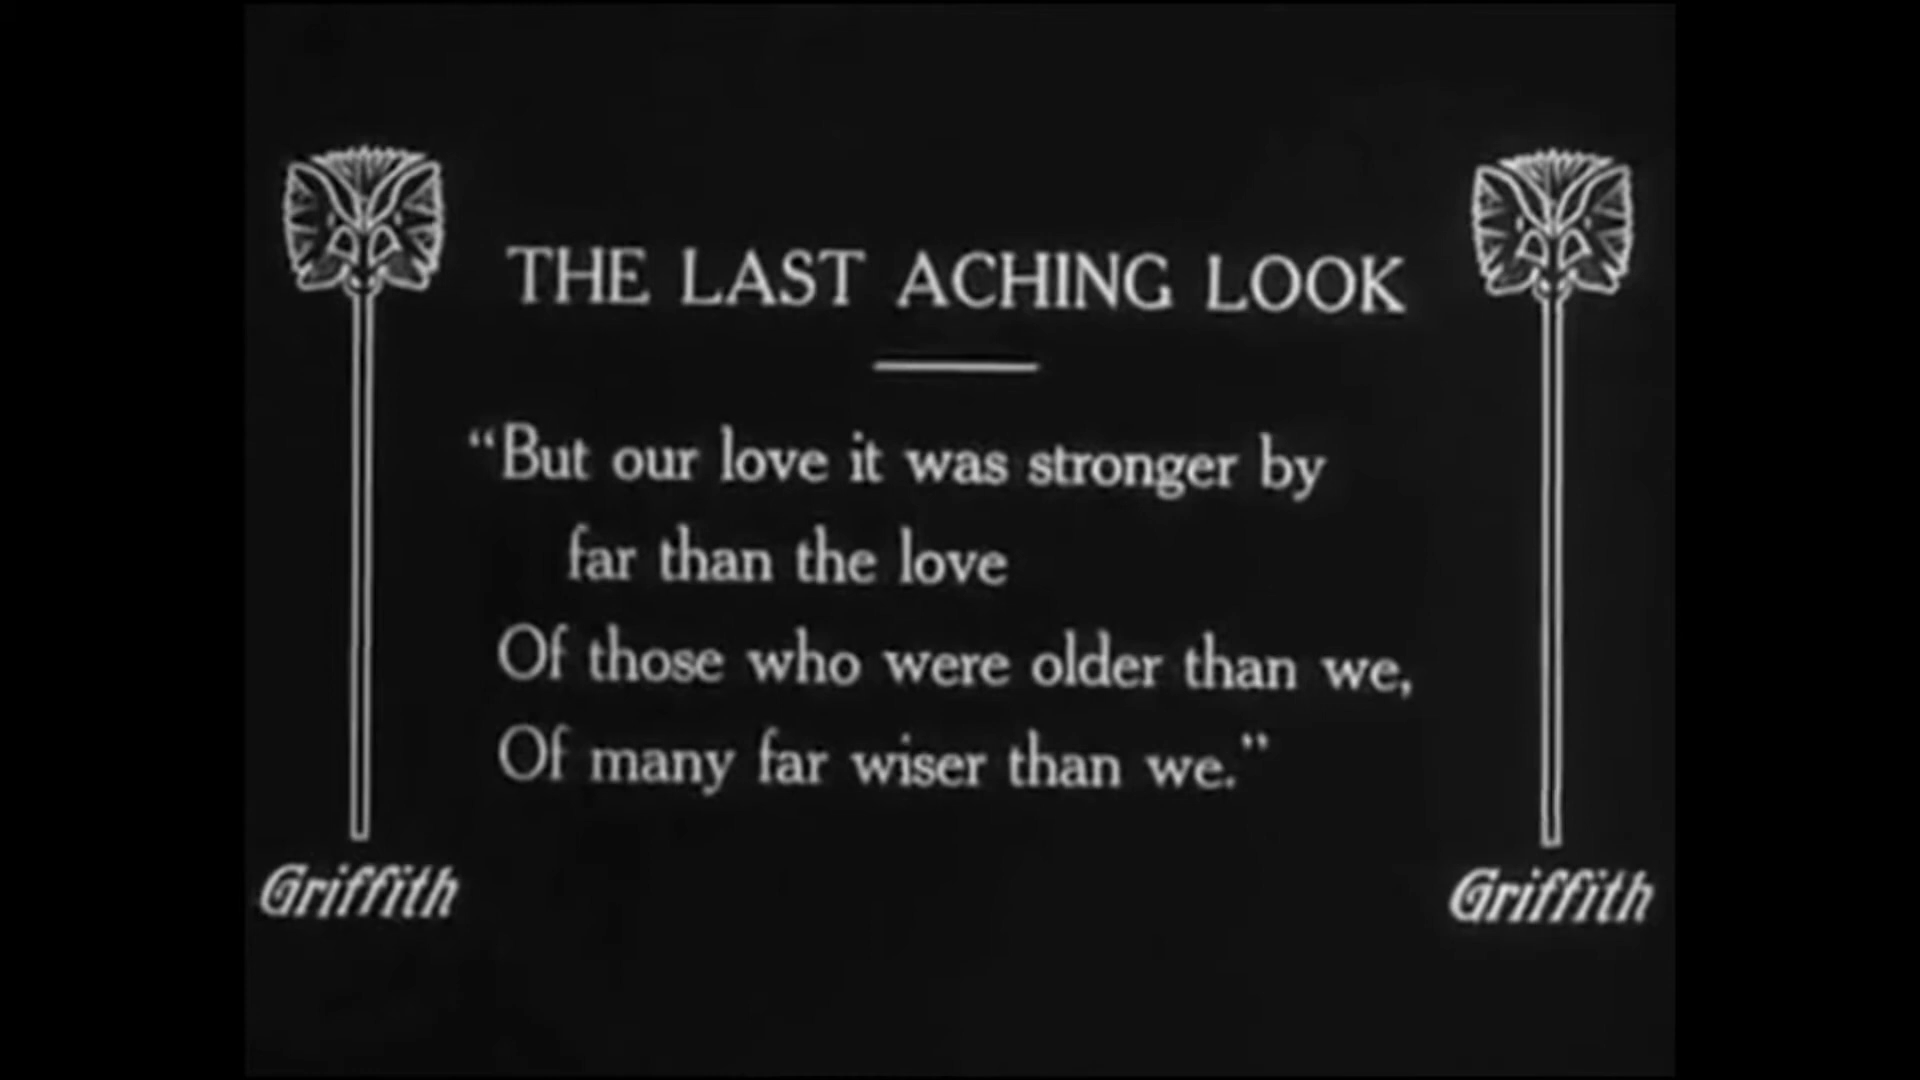 THE LAST ACHING LOOK
“But our love it was stronger by
far than the love
Of those who were older than we,
Of many far wiser than we.”
Griffith
Griffith